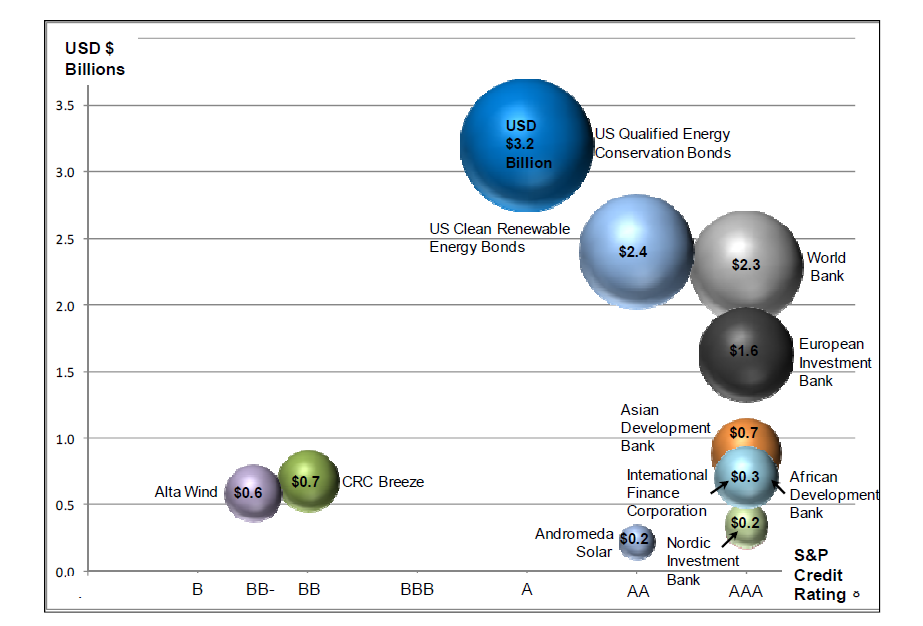 USD $
Billions
3.5
3.0
2.5
2.0
1.5
1.0
0.5
0.0
USD
$3.2
Billion
US Qualified Energy
Conservation Bonds
US Clean Renewable
Energy Bonds
$2.4
$2.3
World
Bank
$1.6
European
Investment
Bank
Asian
Development
Bank
$0.7
International
Finance
Corporation
$0.3
African
Development
Bank
Alta Wind
$0.6
$0.7
CRC Breeze
Andromeda
Solar
$0.2
Nordic
Investment
Bank
$0.2
B
BB-
BB
BBB
A
AA
AAA
S&P
Credit
Rating